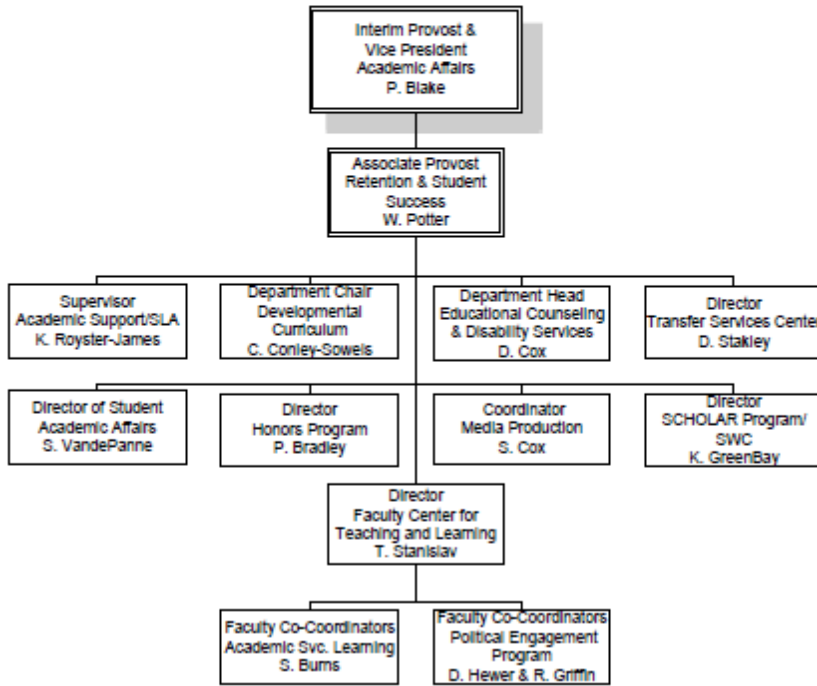 Interim Provost &
Vice President
Academic Affairs
P. Blake
Associate Provost
Retention & Student
Success
W. Potter
Supervisor
Academic Support/SLA
K. Royster-James
Department Chair
Developmental
Curriculum
C. Conley-Sowels
Department Head
Educational Counseling
& Disability Services
D. Cox
Director
Transfer Services Center
D. Stakley
Director of Student
Academic Affairs
S. VandePanne
Director
Honors Program
P. Bradley
Coordinator
Media Production
S. Cox
Director
SCHOLAR Program/
SWC
K. GreenBay
Director
Faculty Center for
Teaching and Learning
T. Stanislav
Faculty Co-Coordinators
Academic Svc. Learning
S. Burns
Faculty Co-Coordinators
Political Engagement
Program
D. Hewer & R. Griffin